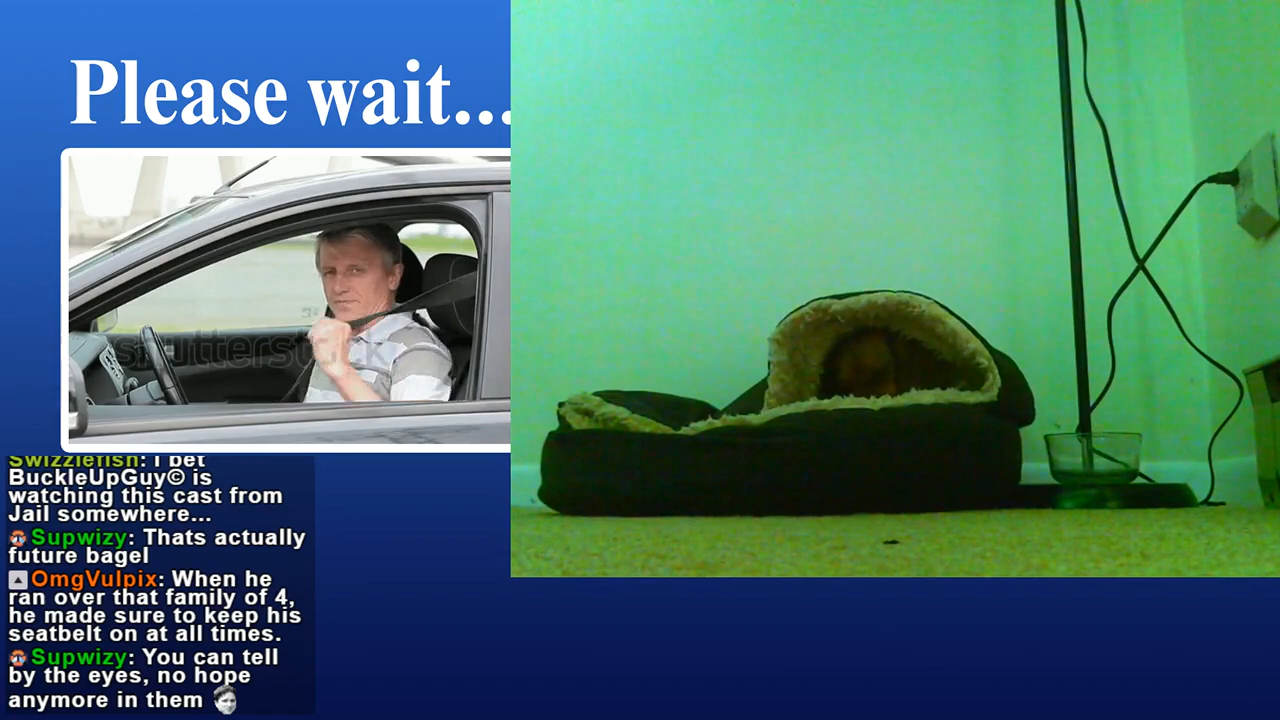 Please wait...
shutterstock
Swizzlefish: I bet
BuckleUpGuy© is
watching this cast from
Jail somewhere...
Supwizy: Thats actually
future bagel
OmgVulpix: When he
ran over that family of 4,
he made sure to keep his
seatbelt on at all times.
Supwizy: You can tell
by the eyes, no hope
anymore in them